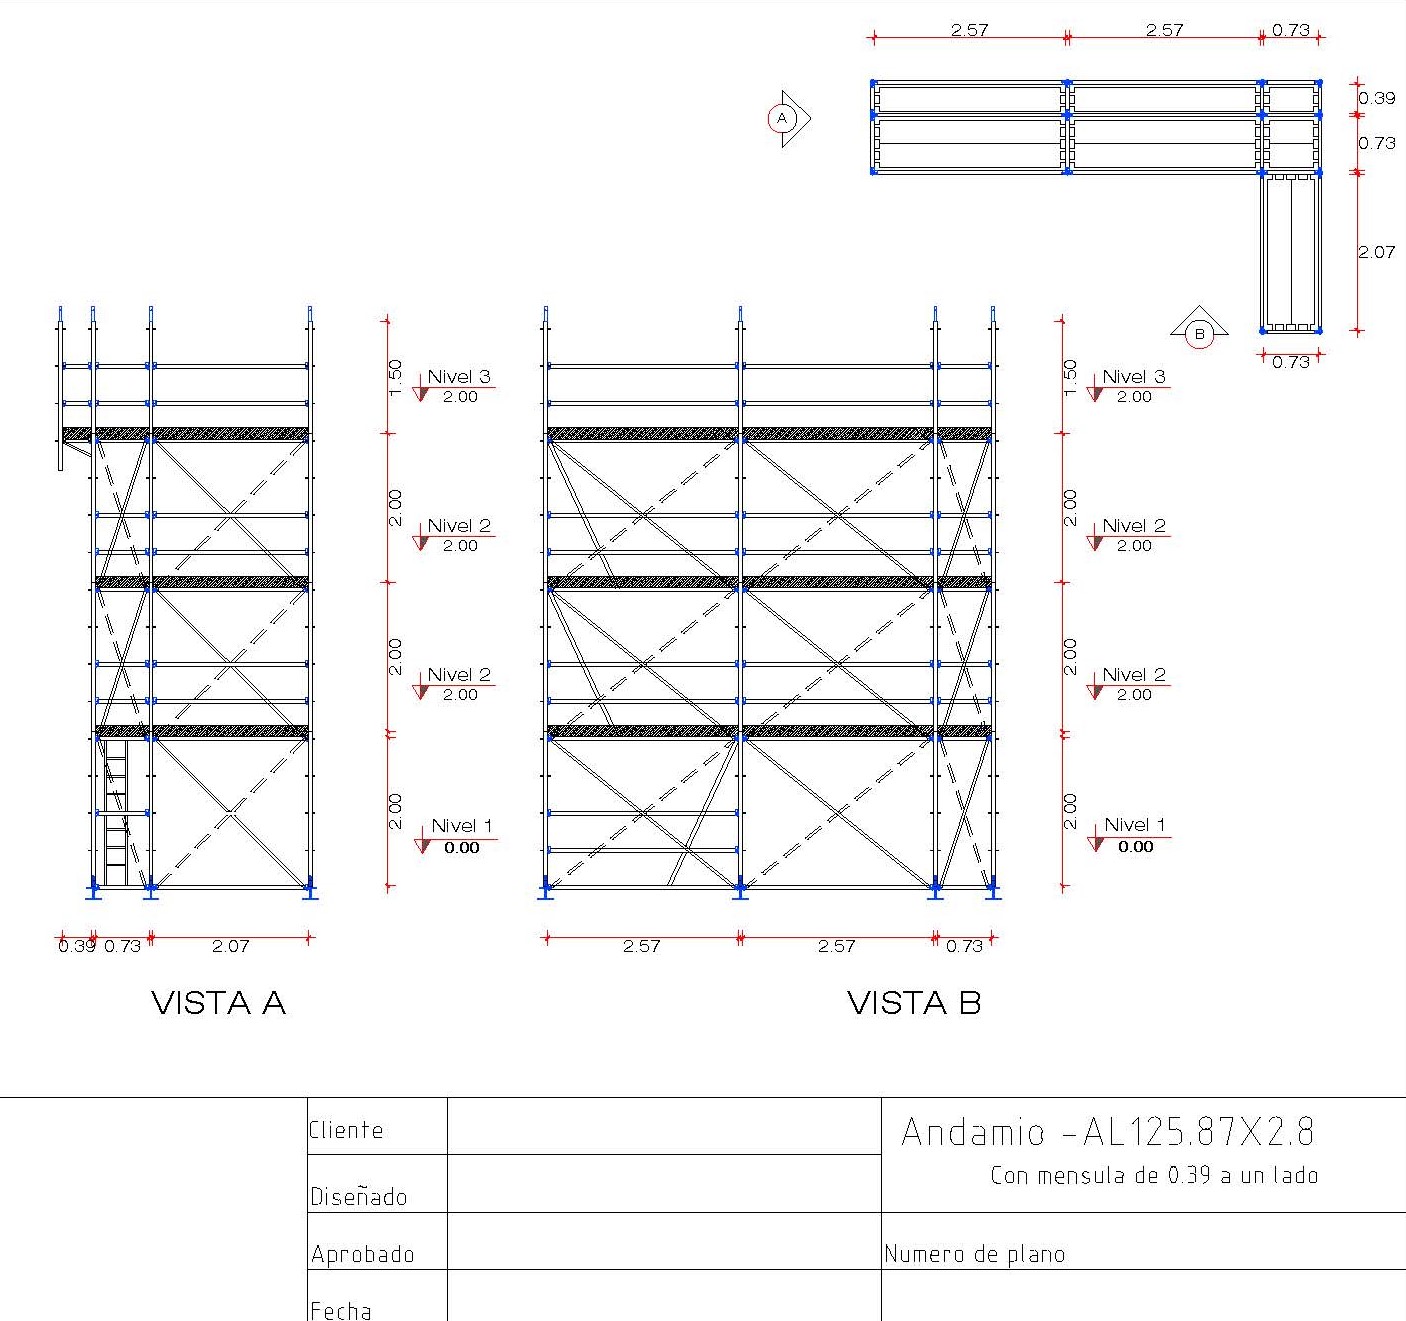 2.57 2.57 0.73
A
0.39
0.73
2.07
B
0.73
1.50
Nivel 3
2.00
2.00
Nivel 2
2.00
2.00
Nivel 2
2.00
2.00
Nivel 1
0.00
0.39 0.73 2.07
VISTA A
1.50
Nivel 3
2.00
2.00
Nivel 2
2.00
2.00
Nivel 2
2.00
2.00
Nivel 1
0.00
2.57 2.57 0.73
VISTA B
Cliente
Diseñado
Aprobado
Fecha
Andamio -AL125.87X2.8
Con mensula de 0.39 a un lado
Numero de plano